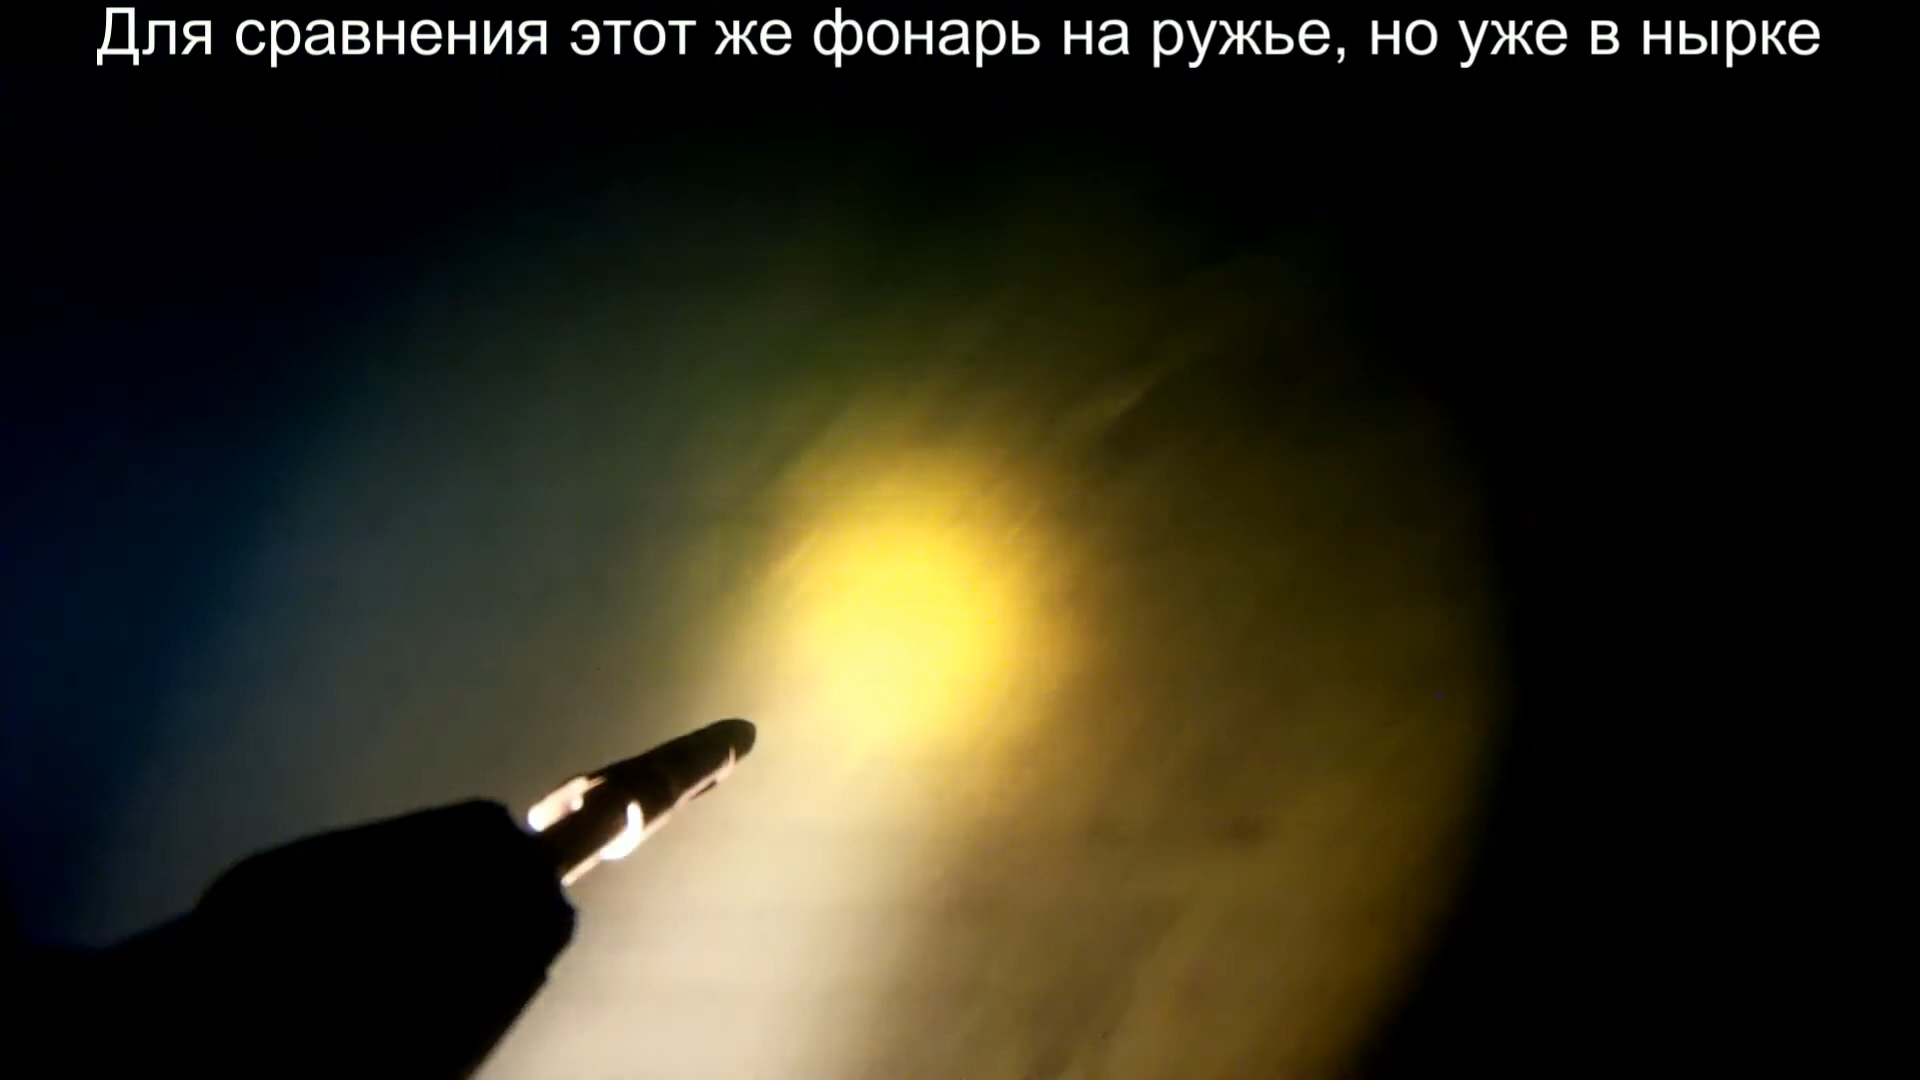 Для сравнения этот же фонарь на ружье, но уже в нырке